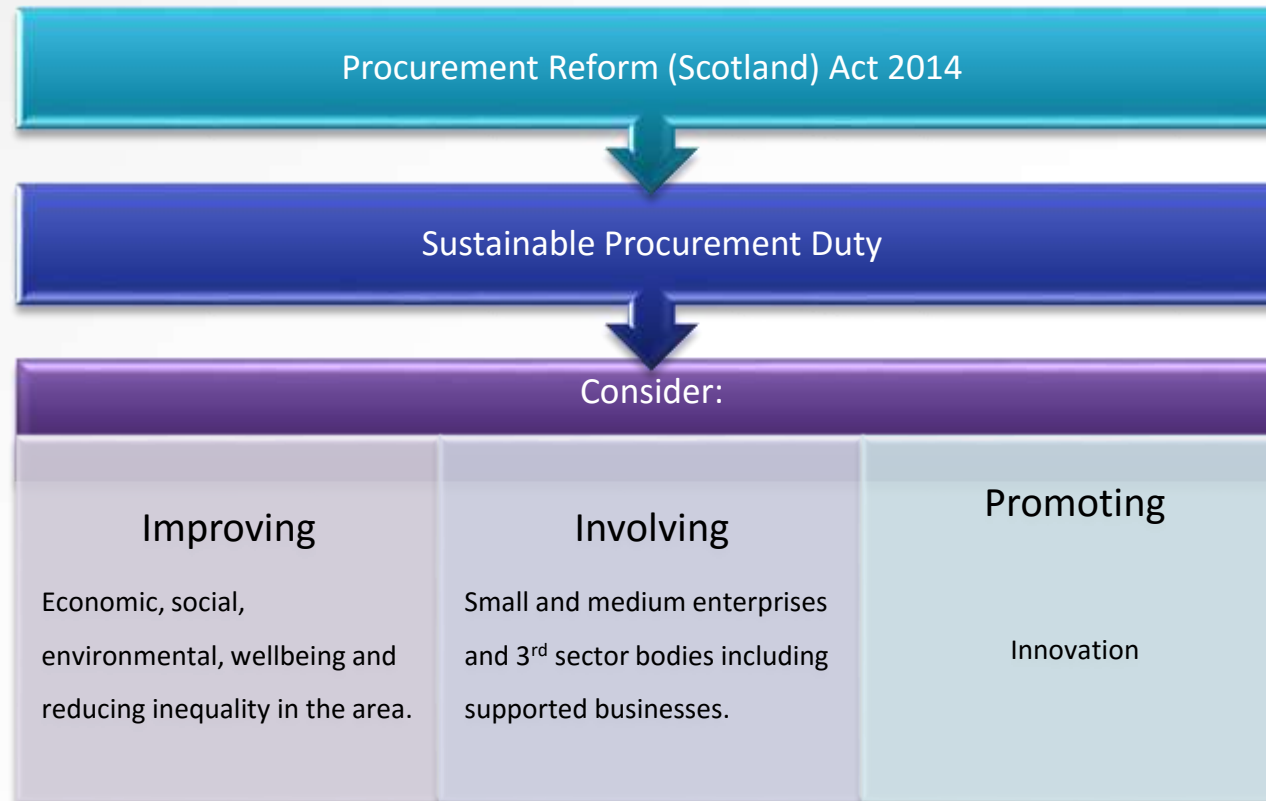 Procurement Reform (Scotland) Act 2014
Sustainable Procurement Duty
Consider:
Improving
Economic, social,
environmental, wellbeing and
reducing inequality in the area.
Involving
Small and medium enterprises
and 3rd sector bodies including
supported businesses.
Promoting
Innovation